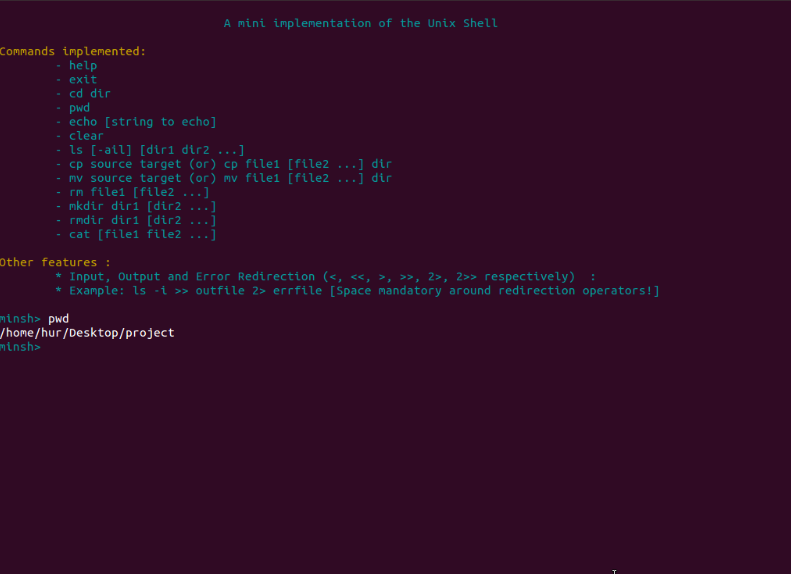 A mini implementation of the Unix Shell
Commands implemented:
- help
- exit
- cd dir
- pwd
- echo [string to echo]
- clear
- ls [-ail] [dir1 dir2 ...]
- cp source target (or) cp file1 [file2 ...] dir
- mv source target (or) mv file1 [file2 ...] dir
- rm file1 [file2 ...]
- mkdir dir1 [dir2 ...]
- rmdir dir1 [dir2 ...]
- cat [file1 file2 ...]
Other features :
* Input, Output and Error Redirection (<, <<, >, >>, 2>, 2>> respectively)  :
* Example: ls -i >> outfile 2> errfile [Space mandatory around redirection operators!]
minsh> pwd
/home/hur/Desktop/project
minsh>